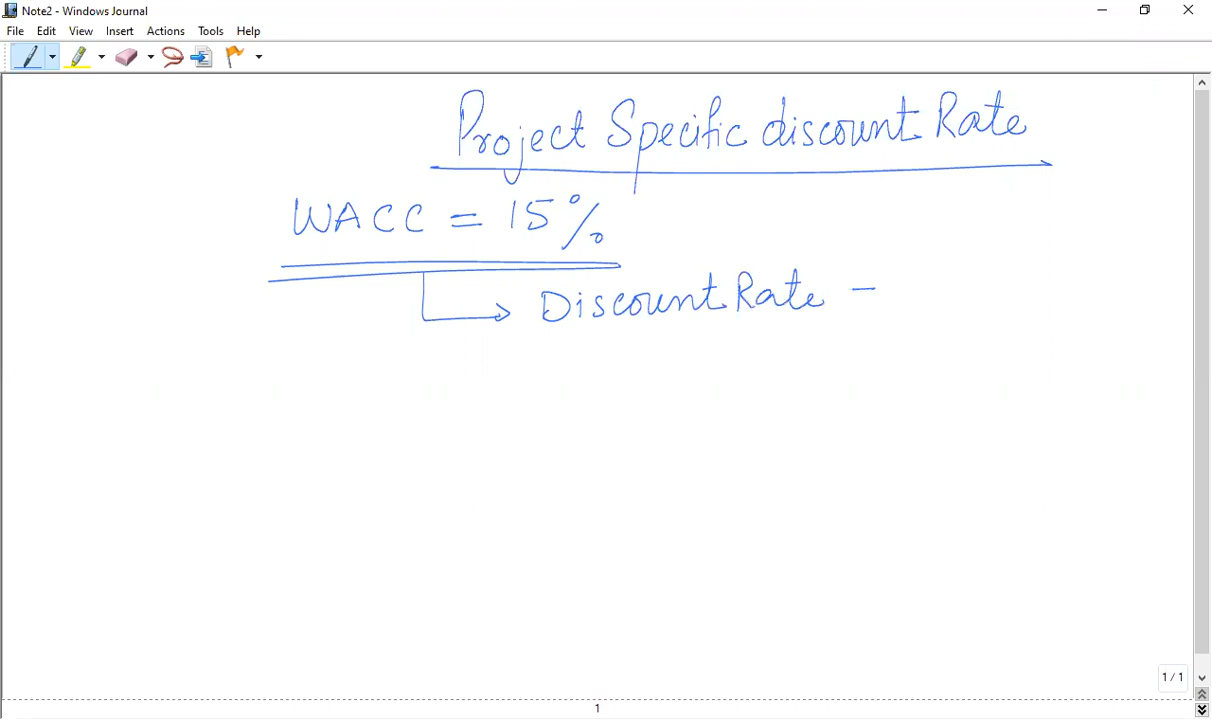 Note2 - Windows Journal
File Edit View Insert Actions Tools Help
Project Specific discount Rate
WACC = 15%
Discount Rate -
1 / 1
1